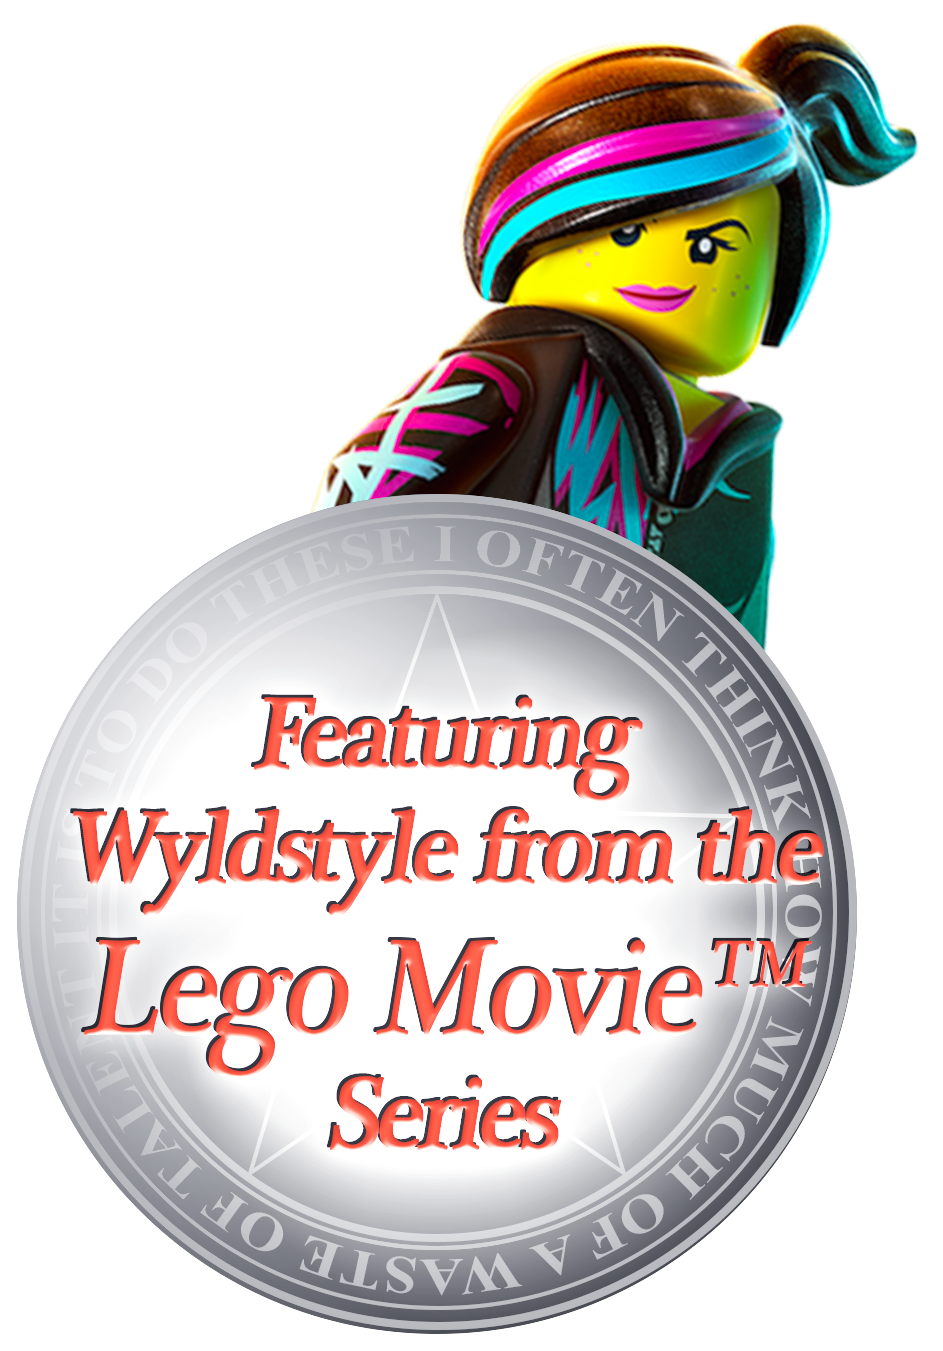 Featuring
Wyldstyle from the
Lego Movie™
Series
I OFTEN THINK HOW MUCH OF A WASTE OF TALENT IT IS TO DO THESE